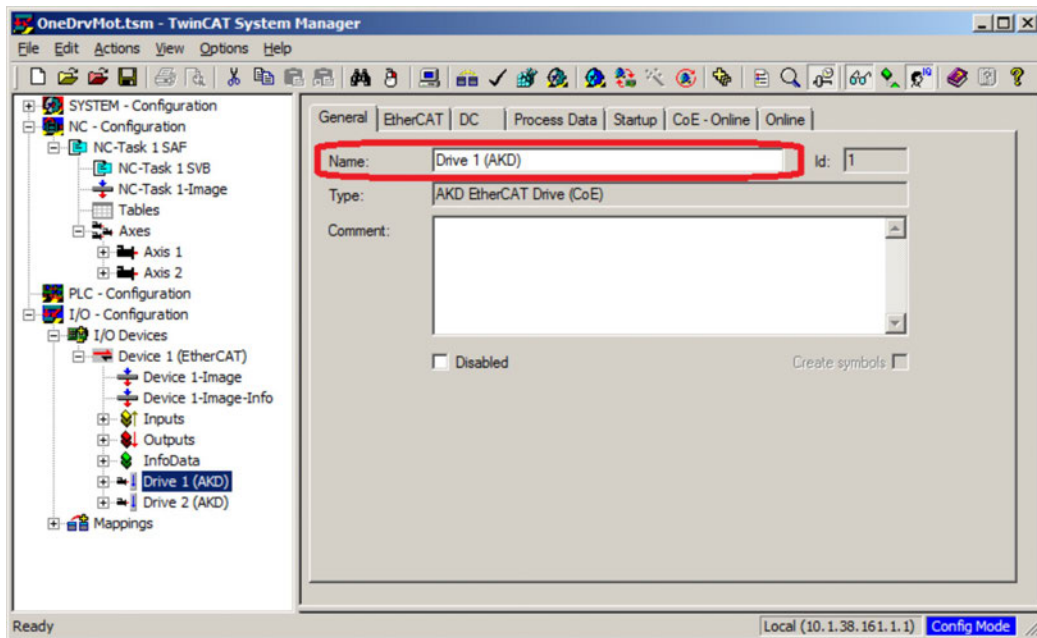 OneDrvMot.tsm - TwinCAT System Manager
File Edit Actions View Options Help
SYSTEM - Configuration
NC - Configuration
NC-Task 1 SAF
NC-Task 1 SVB
NC-Task 1-Image
Tables
Axes
Axis 1
Axis 2
PLC - Configuration
I/O - Configuration
I/O Devices
Device 1 (EtherCAT)
Device 1-Image
Device 1-Image-Info
Inputs
Outputs
InfoData
Drive 1 (AKD)
Drive 2 (AKD)
Mappings
General EtherCAT DC Process Data Startup CoE - Online Online
Name: Drive 1 (AKD) Id: 1
Type: AKD EtherCAT Drive (CoE)
Comment:
Disabled Create symbols
Ready Local (10.1.38.161.1.1) Config Mode